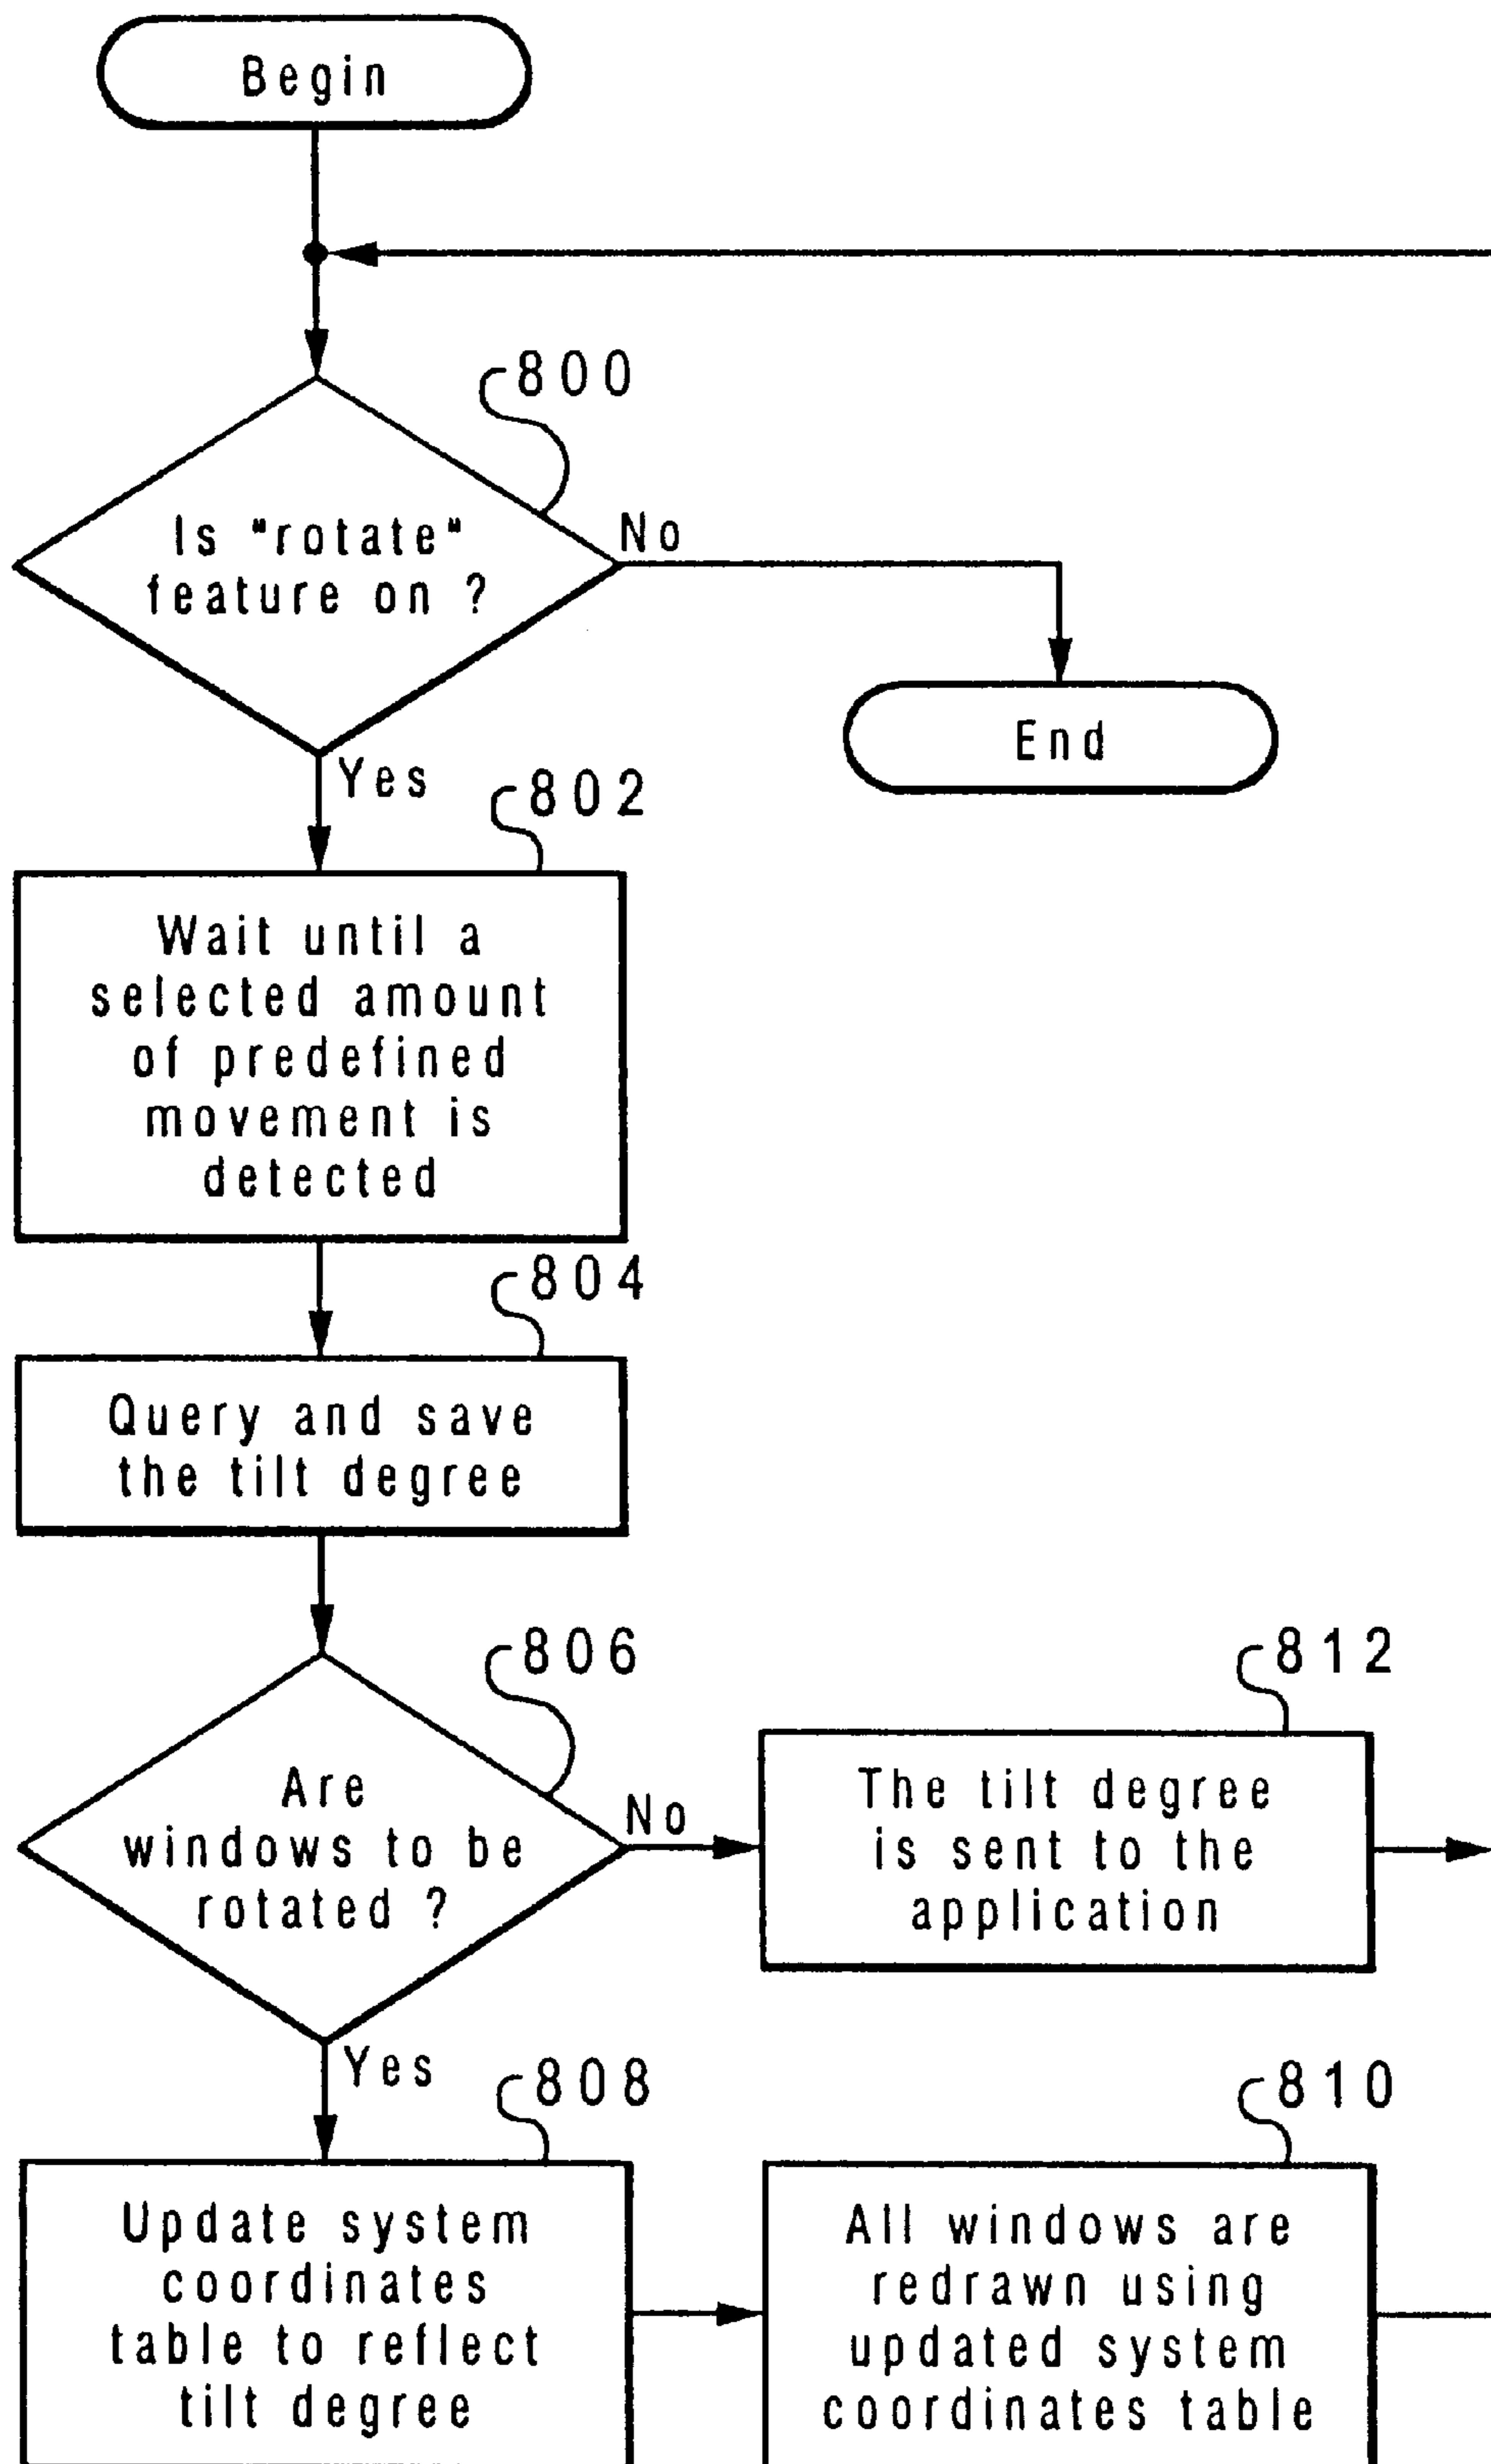 Begin
800
Is "rotate"
feature on ?
No
End
Yes
802
Wait until a
selected amount
of predefined
movement is
detected
804
Query and save
the tilt degree
806
Are
windows to be
rotated ?
No
812
The tilt degree
is sent to the
application
Yes
808
Update system
coordinates
table to reflect
tilt degree
810
All windows are
redrawn using
updated system
coordinates table